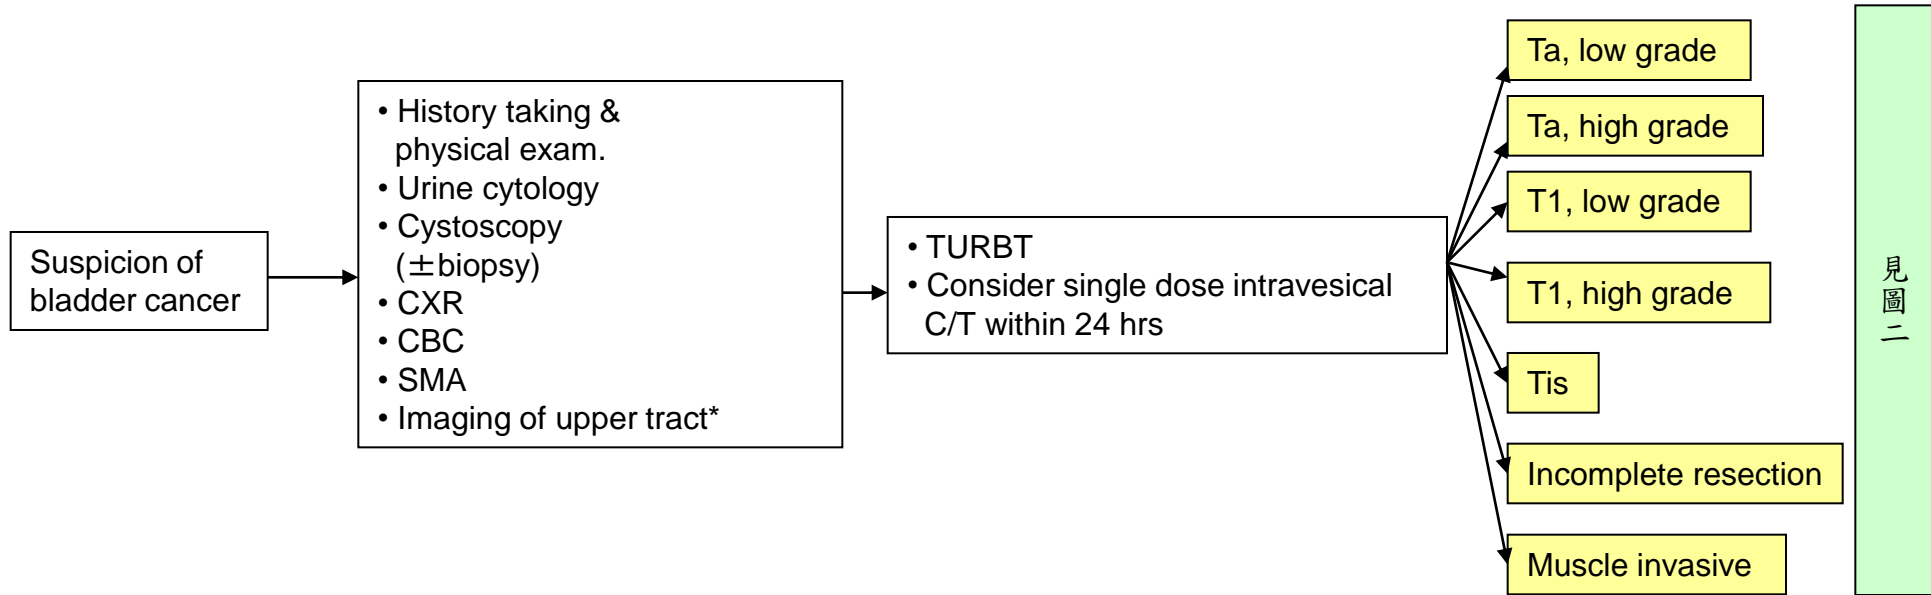 Suspicion of
bladder cancer
• History taking &
physical exam.
• Urine cytology
• Cystoscopy
(±biopsy)
• CXR
• CBC
• SMA
• Imaging of upper tract*
• TURBT
• Consider single dose intravesical
C/T within 24 hrs
Ta, low grade
Ta, high grade
T1, low grade
T1, high grade
Tis
Incomplete resection
Muscle invasive
見圖二